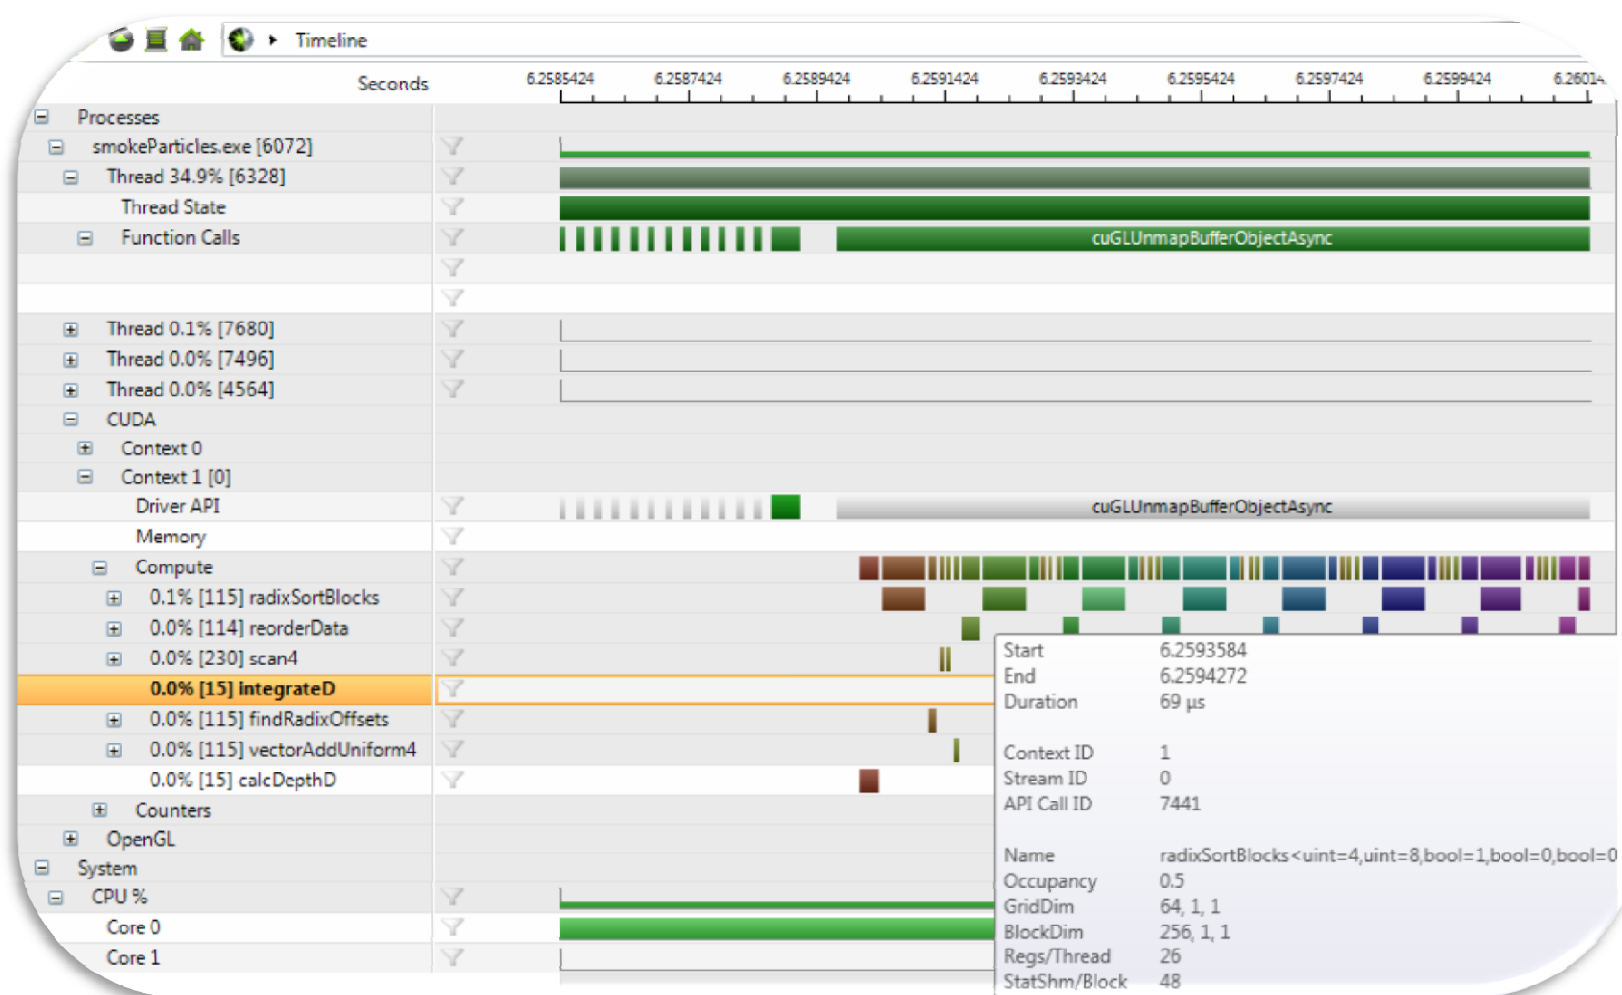 Timeline
Seconds 6.2585424 6.2587424 6.2589424 6.2591424 6.2593424 6.2595424 6.2597424 6.2599424 6.26014
Processes
smokeParticles.exe [6072]
Thread 34.9% [6328]
Thread State
Function Calls cuGLUnmapBufferObjectAsync
Thread 0.1% [7680]
Thread 0.0% [7496]
Thread 0.0% [4564]
CUDA
Context 0
Context 1 [0]
Driver API cuGLUnmapBufferObjectAsync
Memory
Compute
0.1% [115] radixSortBlocks
0.0% [114] reorderData
0.0% [230] scan4
0.0% [15] integrateD
0.0% [115] findRadixOffsets
0.0% [115] vectorAddUniform4
0.0% [15] calcDepthD
Counters
OpenGL
System
CPU %
Core 0
Core 1
Start 6.2593584
End 6.2594272
Duration 69 µs
Context ID 1
Stream ID 0
API Call ID 7441
Name radixSortBlocks<uint=4,uint=8,bool=1,bool=0,bool=0
Occupancy 0.5
GridDim 64, 1, 1
BlockDim 256, 1, 1
Regs/Thread 26
StatShm/Block 48